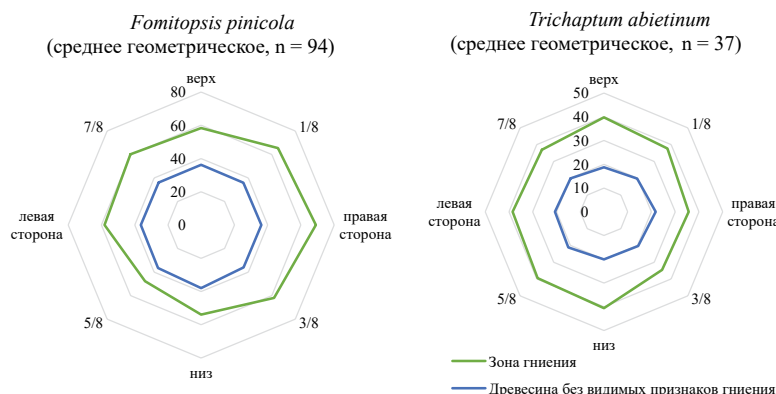 Fomitopsis pinicola
(среднее геометрическое, n = 94)
верх
80
7/8
1/8
60
40
20
левая
сторона
0
правая
сторона
5/8
3/8
низ
Trichaptum abietinum
(среднее геометрическое, n = 37)
верх
50
7/8
1/8
40
30
20
10
левая
сторона
0
правая
сторона
5/8
3/8
низ
Зона гниения
Древесина без видимых признаков гниения